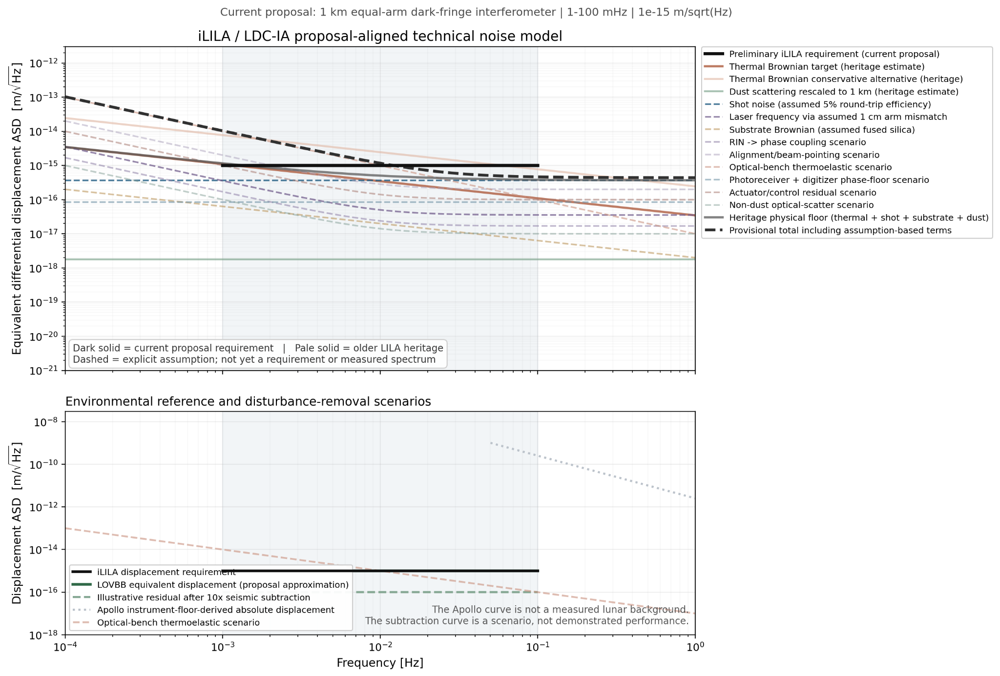 Current proposal: 1 km equal-arm dark-fringe interferometer | 1-100 mHz | 1e-15 m/sqrt(Hz)
iLILA / LDC-IA proposal-aligned technical noise model
Equivalent differential displacement ASD [m/√Hz]
10⁻¹²
10⁻¹³
10⁻¹⁴
10⁻¹⁵
10⁻¹⁶
10⁻¹⁷
10⁻¹⁸
10⁻¹⁹
10⁻²⁰
10⁻²¹
Preliminary iLILA requirement (current proposal)
Thermal Brownian target (heritage estimate)
Thermal Brownian conservative alternative (heritage)
Dust scattering rescaled to 1 km (heritage estimate)
Shot noise (assumed 5% round-trip efficiency)
Laser frequency via assumed 1 cm arm mismatch
Substrate Brownian (assumed fused silica)
RIN -> phase coupling scenario
Alignment/beam-pointing scenario
Optical-bench thermoelastic scenario
Photoreceiver + digitizer phase-floor scenario
Actuator/control residual scenario
Non-dust optical-scatter scenario
Heritage physical floor (thermal + shot + substrate + dust)
Provisional total including assumption-based terms
Dark solid = current proposal requirement | Pale solid = older LILA heritage
Dashed = explicit assumption; not yet a requirement or measured spectrum
Environmental reference and disturbance-removal scenarios
Displacement ASD [m/√Hz]
10⁻⁸
10⁻¹⁰
10⁻¹²
10⁻¹⁴
10⁻¹⁶
10⁻¹⁸
iLILA displacement requirement
LOVBB equivalent displacement (proposal approximation)
Illustrative residual after 10x seismic subtraction
Apollo instrument-floor-derived absolute displacement
Optical-bench thermoelastic scenario
The Apollo curve is not a measured lunar background.
The subtraction curve is a scenario, not demonstrated performance.
10⁻⁴ 10⁻³ 10⁻² 10⁻¹ 10⁰
Frequency [Hz]